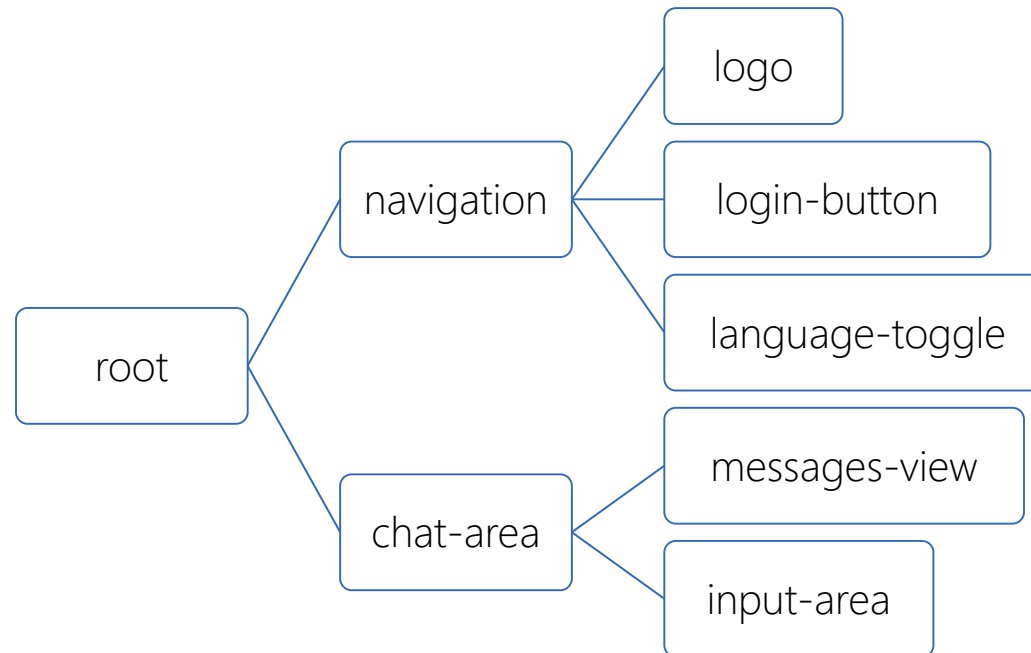 root
navigation
logo
login-button
language-toggle
chat-area
messages-view
input-area